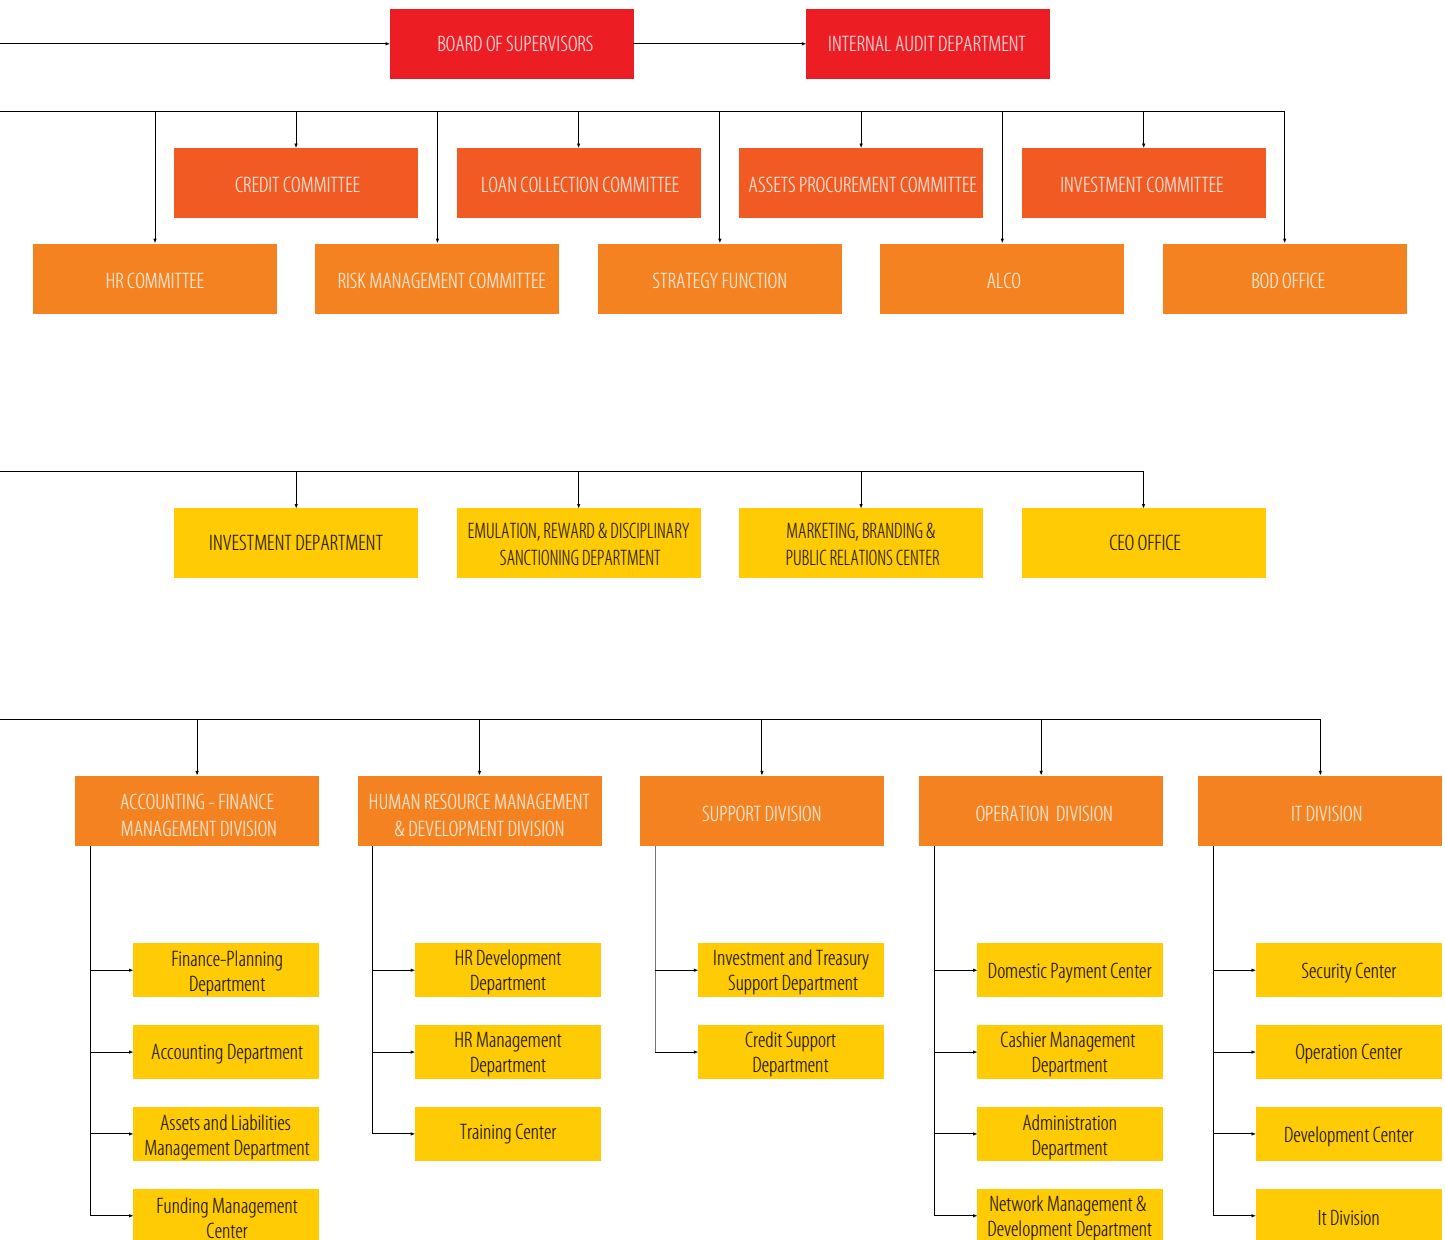 BOARD OF SUPERVISORS
INTERNAL AUDIT DEPARTMENT
CREDIT COMMITTEE
LOAN COLLECTION COMMITTEE
ASSETS PROCUREMENT COMMITTEE
INVESTMENT COMMITTEE
HR COMMITTEE
RISK MANAGEMENT COMMITTEE
STRATEGY FUNCTION
ALCO
BOD OFFICE
INVESTMENT DEPARTMENT
EMULATION, REWARD & DISCIPLINARY
SANCTIONING DEPARTMENT
MARKETING, BRANDING &
PUBLIC RELATIONS CENTER
CEO OFFICE
ACCOUNTING - FINANCE
MANAGEMENT DIVISION
HUMAN RESOURCE MANAGEMENT
& DEVELOPMENT DIVISION
SUPPORT DIVISION
OPERATION DIVISION
IT DIVISION
Finance-Planning
Department
Accounting Department
Assets and Liabilities
Management Department
Funding Management
Center
HR Development
Department
HR Management
Department
Training Center
Investment and Treasury
Support Department
Credit Support
Department
Domestic Payment Center
Cashier Management
Department
Administration
Department
Network Management &
Development Department
Security Center
Operation Center
Development Center
It Division